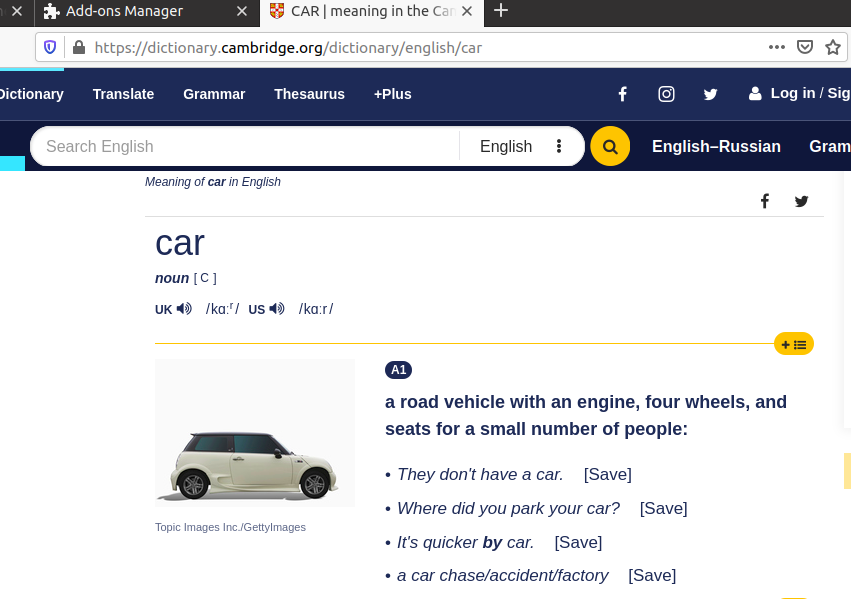 Add-ons Manager
CAR | meaning in the Cam
https://dictionary.cambridge.org/dictionary/english/car
Dictionary Translate Grammar Thesaurus +Plus Log in / Sig
Search English English English–Russian Gram
Meaning of car in English
car
noun [ C ]
UK /kɑːʳ/ US /kɑːr/
A1
a road vehicle with an engine, four wheels, and
seats for a small number of people:
• They don't have a car. [Save]
• Where did you park your car? [Save]
• It's quicker by car. [Save]
• a car chase/accident/factory [Save]
Topic Images Inc./GettyImages